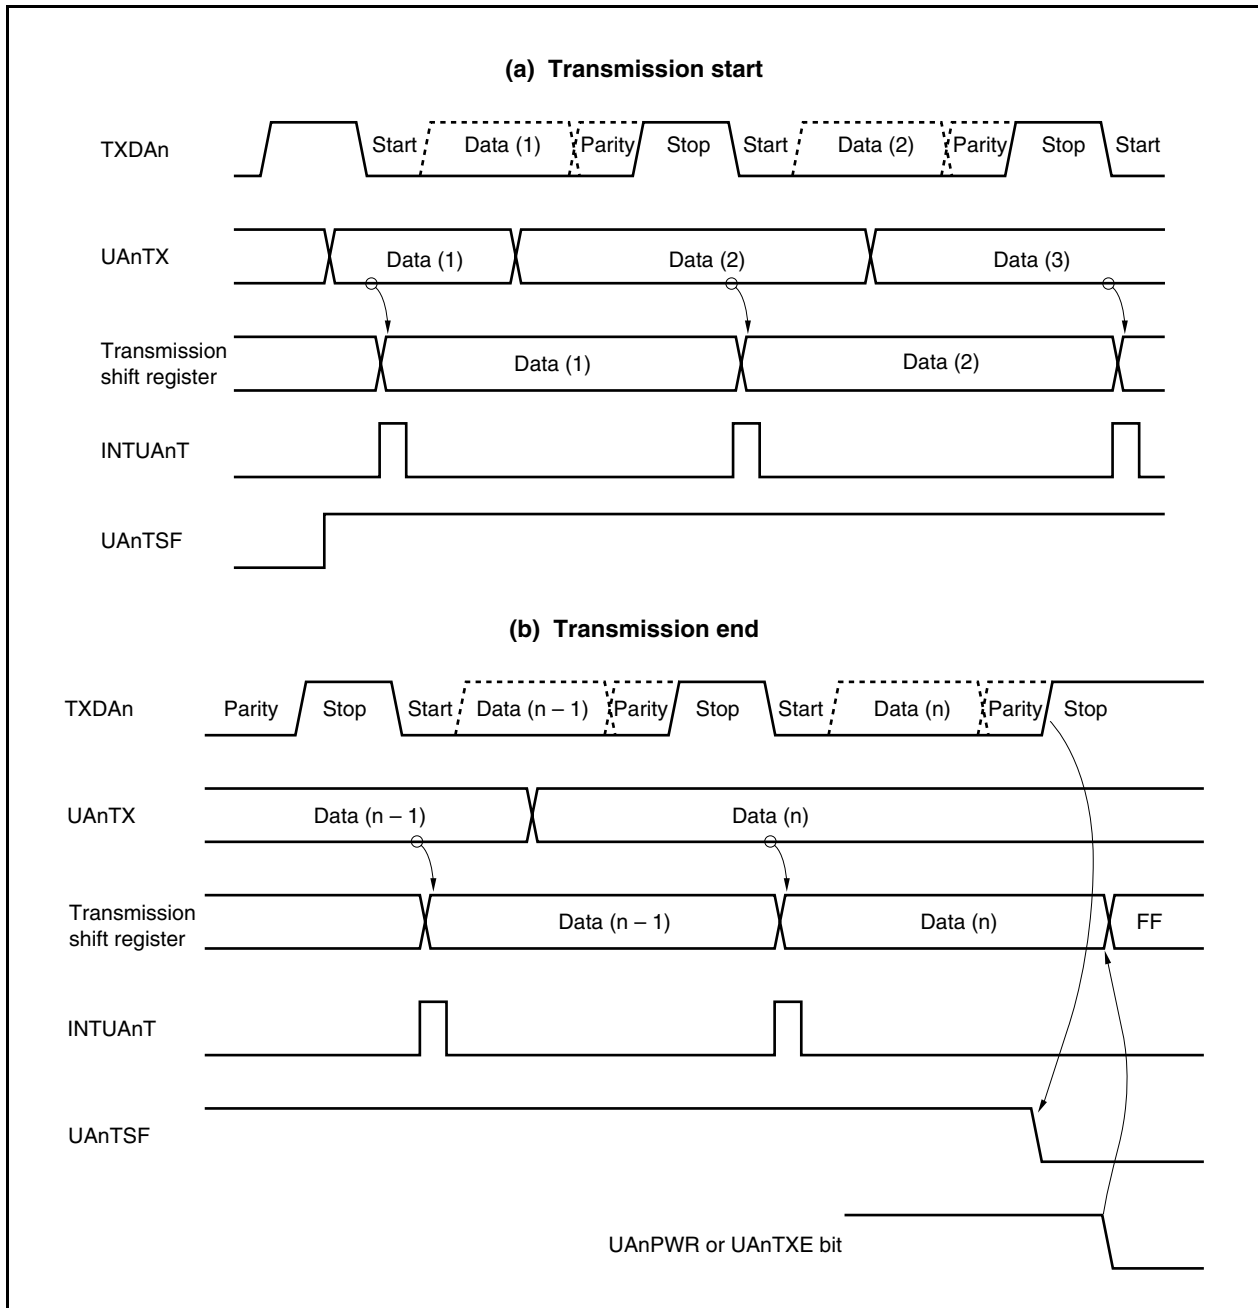 (a) Transmission start
TXDAn
Start Data (1) Parity Stop Start Data (2) Parity Stop Start
UAnTX
Data (1) Data (2) Data (3)
Transmission
shift register
Data (1) Data (2)
INTUAnT
UAnTSF
(b) Transmission end
TXDAn
Parity Stop Start Data (n – 1) Parity Stop Start Data (n) Parity Stop
UAnTX
Data (n – 1) Data (n)
Transmission
shift register
Data (n – 1) Data (n) FF
INTUAnT
UAnTSF
UAnPWR or UAnTXE bit